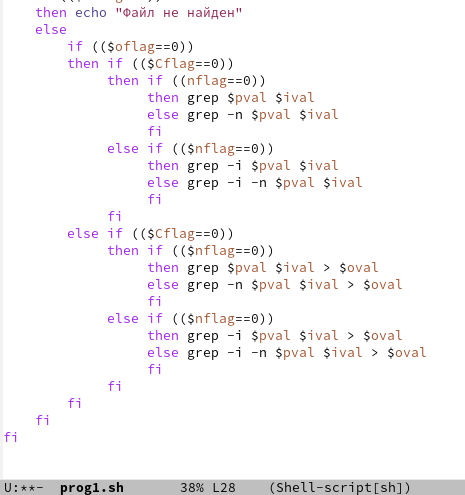 then echo "Файл не найден"
else
if (($oflag==0))
then if (($Cflag==0))
then if ((nflag==0))
then grep $pval $ival
else grep -n $pval $ival
fi
else if (($nflag==0))
then grep -i $pval $ival
else grep -i -n $pval $ival
fi
fi
else if (($Cflag==0))
then if (($nflag==0))
then grep $pval $ival > $oval
else grep -n $pval $ival > $oval
fi
else if (($nflag==0))
then grep -i $pval $ival > $oval
else grep -i -n $pval $ival > $oval
fi
fi
fi
fi
fi
U:**- prog1.sh 38% L28 (Shell-script[sh])